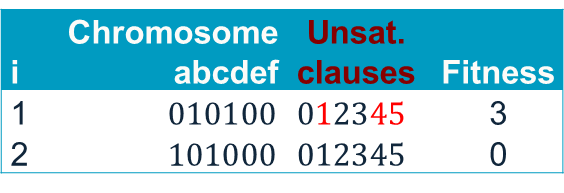 Chromosome Unsat.
i abcdef clauses Fitness
1 010100 012345 3
2 101000 012345 0